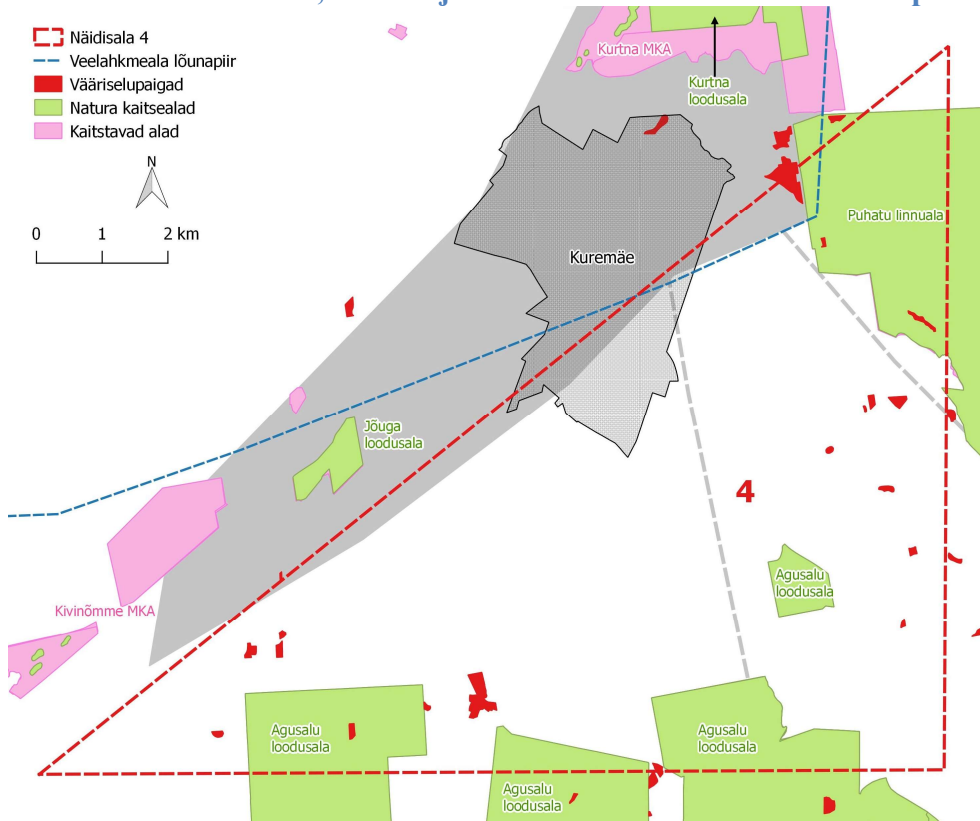 Näidisala 4
Veelahkmeala lõunapiir
Vääriselupaigad
Natura kaitsealad
Kaitstavad alad
N
0 1 2 km
Kurtna MKA
Kurtna
loodusala
Puhatu linnuala
Kuremäe
Jõuga
loodusala
4
Agusalu
loodusala
Kivinõmme MKA
Agusalu
loodusala
Agusalu
loodusala
Agusalu
loodusala